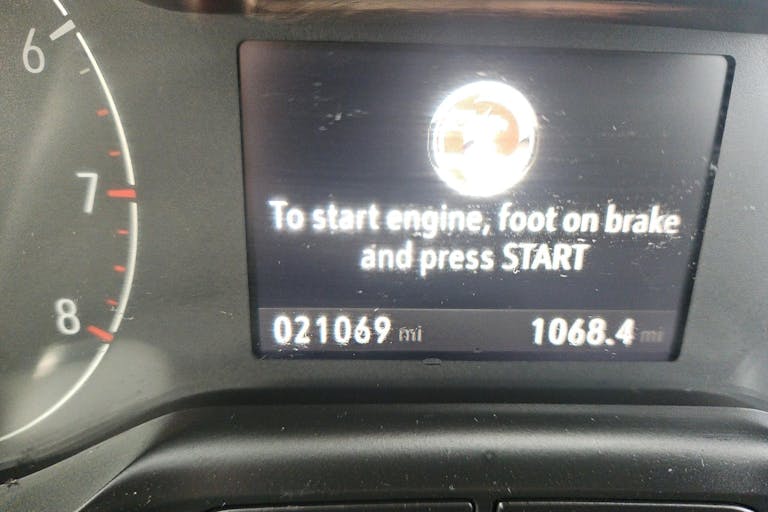 6
7
8
To start engine, foot on brake
and press START
021069 mi 1068.4 mi